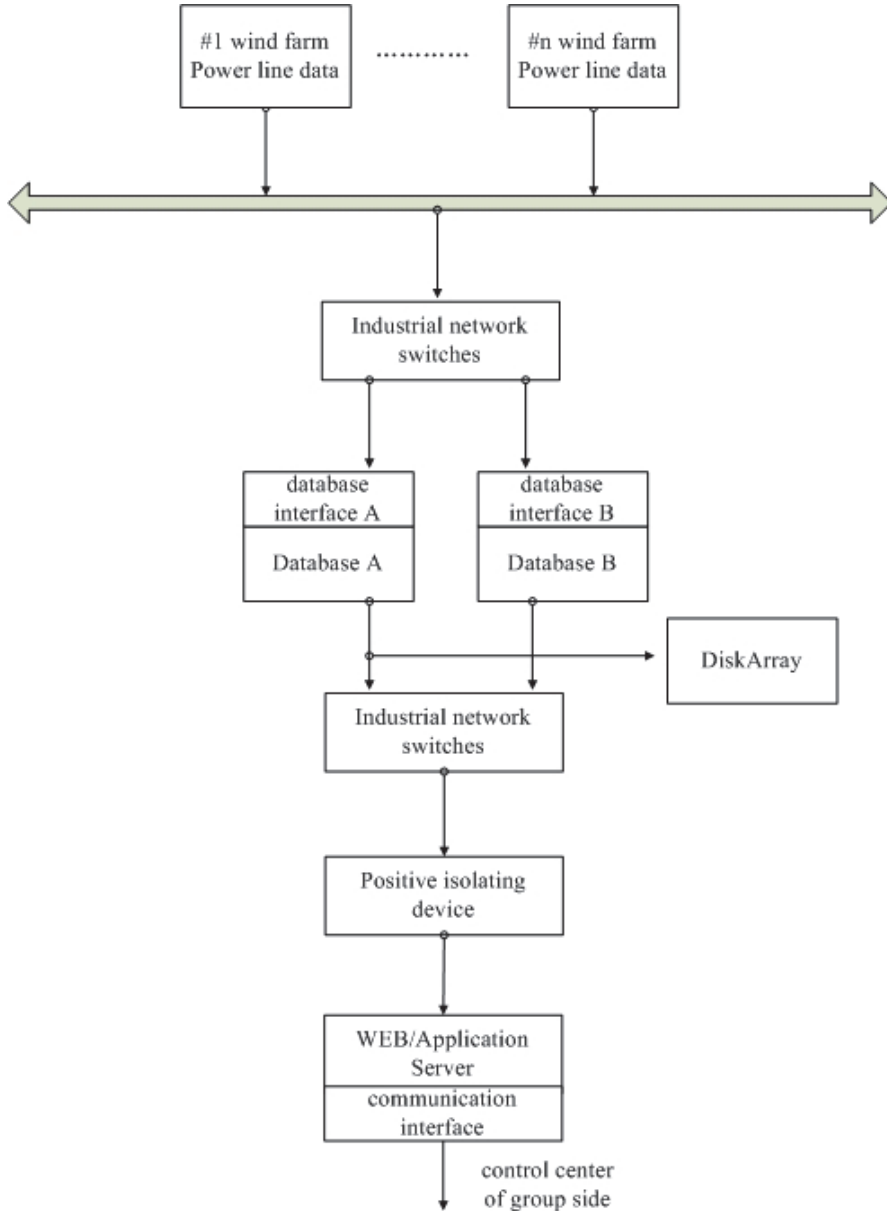 #1 wind farm
Power line data
…………
#n wind farm
Power line data
Industrial network
switches
database
interface A
Database A
database
interface B
Database B
DiskArray
Industrial network
switches
Positive isolating
device
WEB/Application
Server
communication
interface
control center
of group side